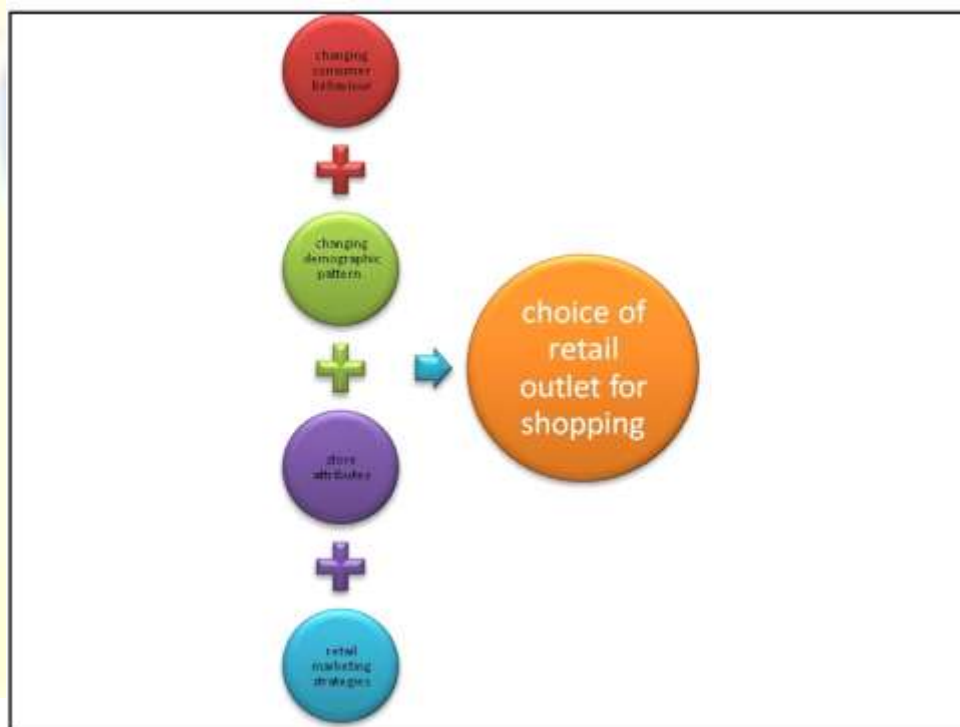 changing
consumer
behaviour
changing
demographic
pattern
store
attributes
retail
marketing
strategies
choice of
retail
outlet for
shopping